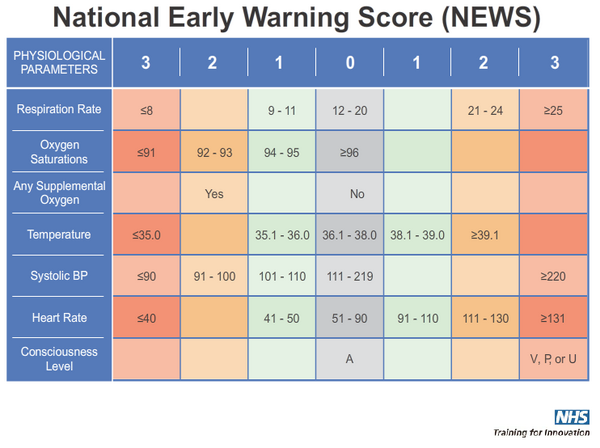 National Early Warning Score (NEWS)
PHYSIOLOGICAL PARAMETERS 3 2 1 0 1 2 3
Respiration Rate ≤8 9 - 11 12 - 20 21 - 24 ≥25
Oxygen Saturations ≤91 92 - 93 94 - 95 ≥96
Any Supplemental Oxygen Yes No
Temperature ≤35.0 35.1 - 36.0 36.1 - 38.0 38.1 - 39.0 ≥39.1
Systolic BP ≤90 91 - 100 101 - 110 111 - 219 ≥220
Heart Rate ≤40 41 - 50 51 - 90 91 - 110 111 - 130 ≥131
Consciousness Level A V, P, or U
NHS
Training for Innovation